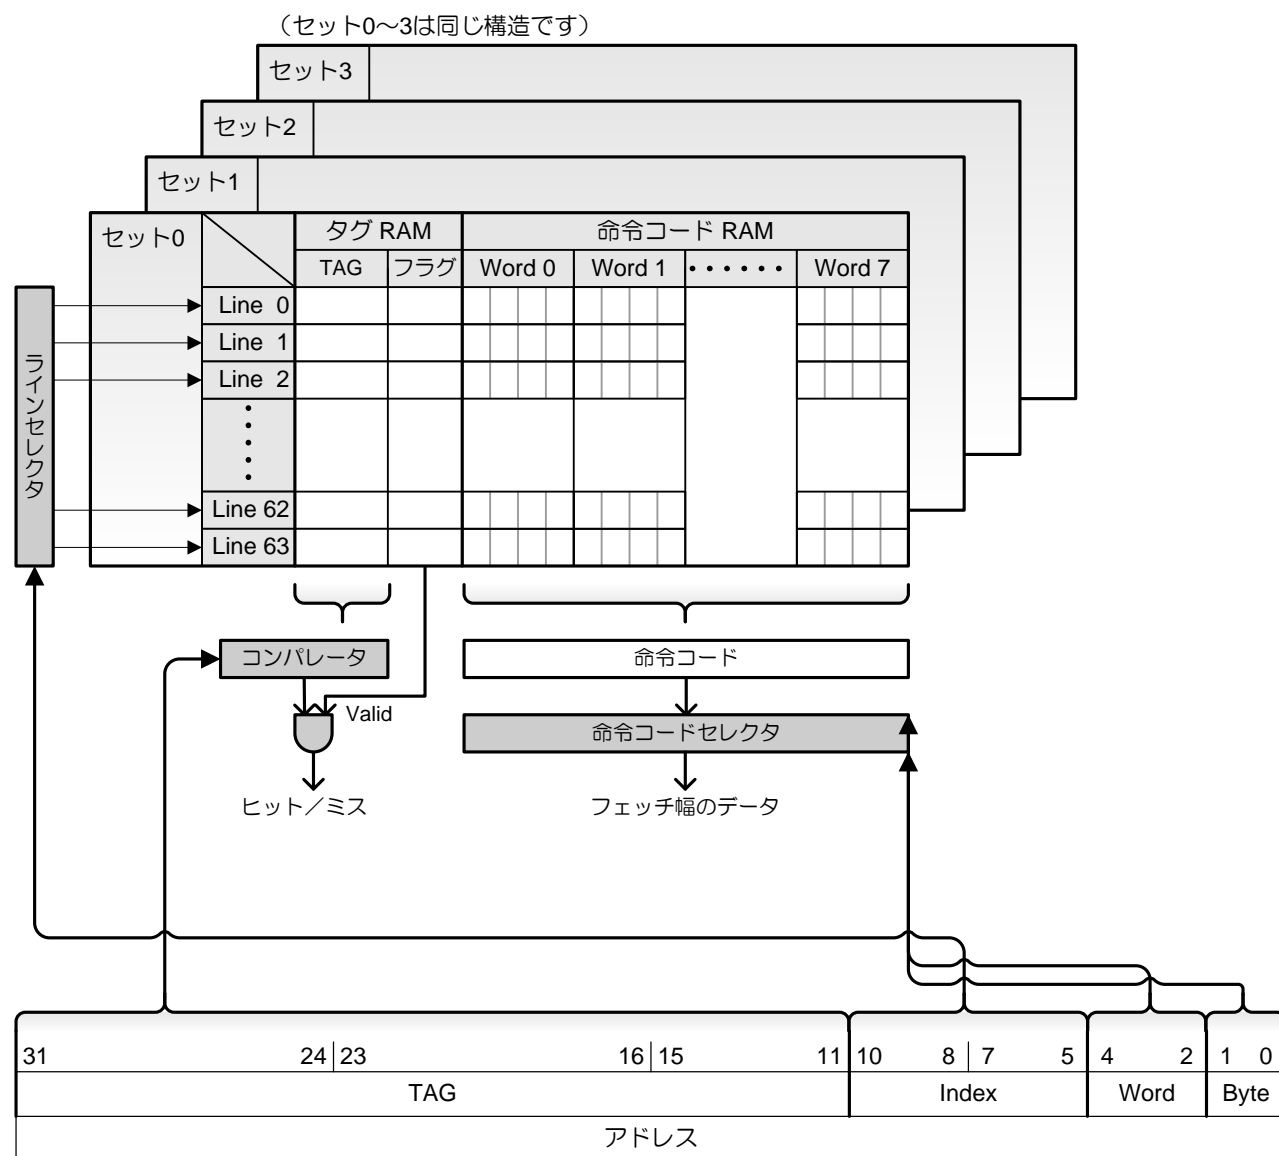 （セット0～3は同じ構造です）
セット3
セット2
セット1
セット0
タグ RAM
命令コード RAM
TAG
フラグ
Word 0
Word 1
・・・・・・
Word 7
Line 0
Line 1
Line 2
Line 62
Line 63
ラインセレクタ
コンパレータ
命令コード
Valid
命令コードセレクタ
ヒット／ミス
フェッチ幅のデータ
31 24 23 16 15 11 10 8 7 5 4 2 1 0
TAG Index Word Byte
アドレス